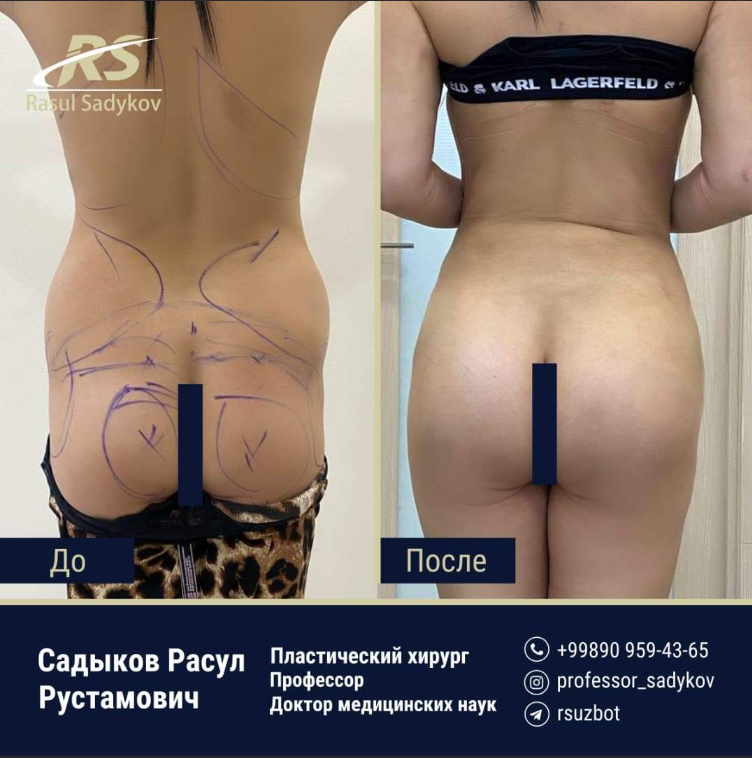 RS
Rasul Sadykov
LD & KARL LAGERFELD
До
После
Садыков Расул
Рустамович
Пластический хирург
Профессор
Доктор медицинских наук
+99890 959-43-65
professor_sadykov
rsuzbot